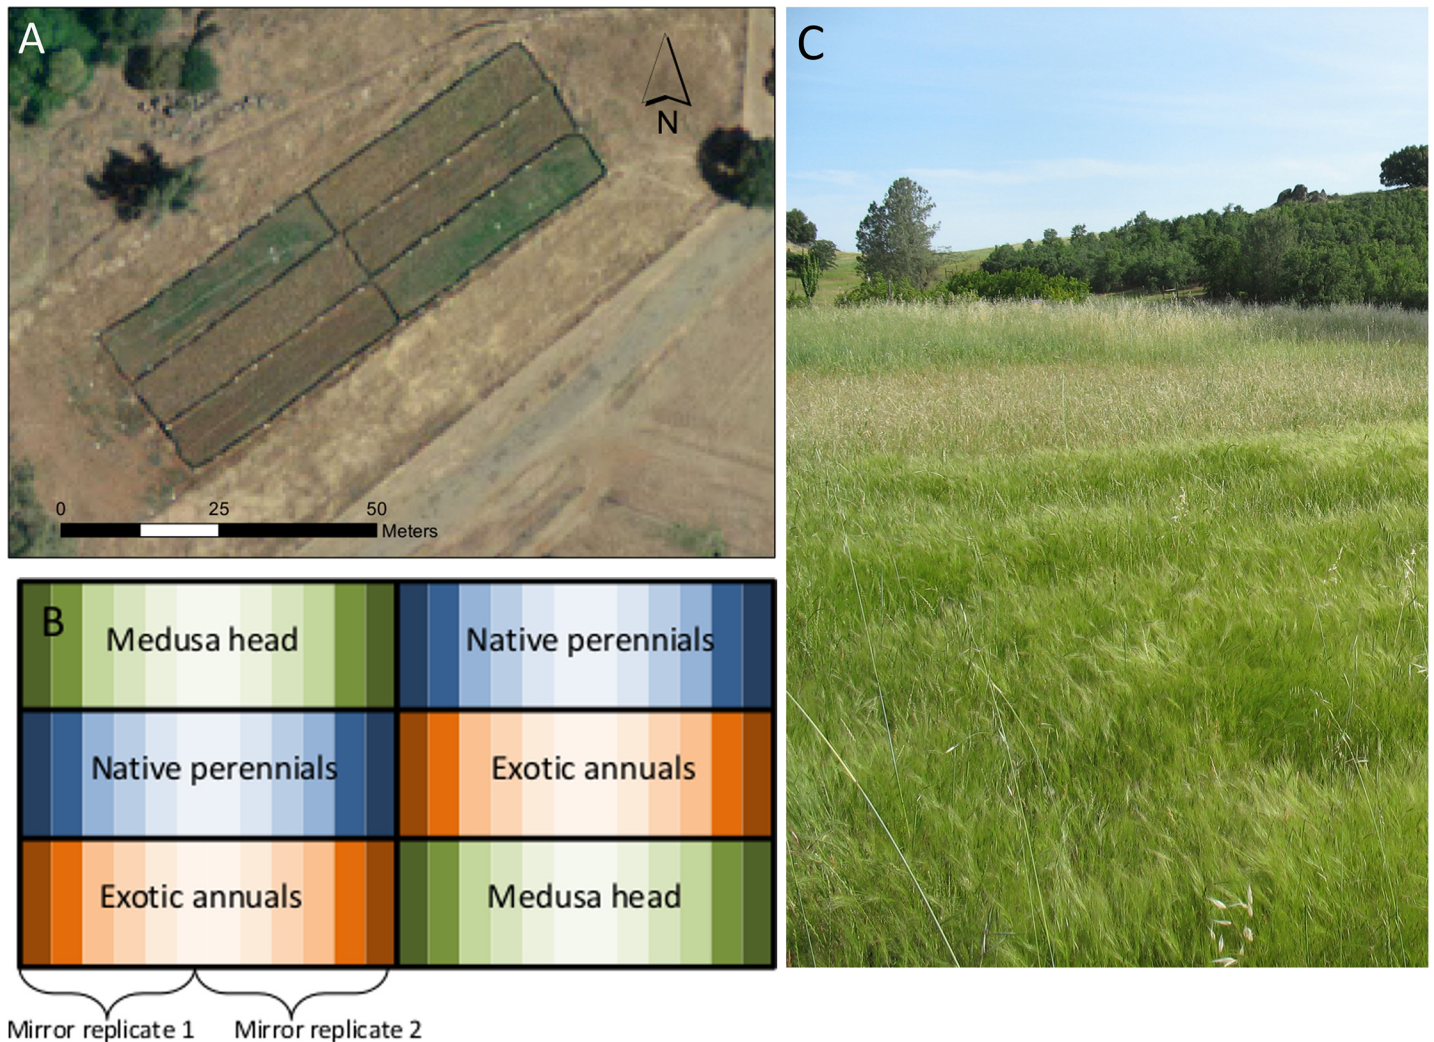 A
N
0 25 50
Meters
B
Medusa head
Native perennials
Native perennials
Exotic annuals
Exotic annuals
Medusa head
Mirror replicate 1
Mirror replicate 2
C